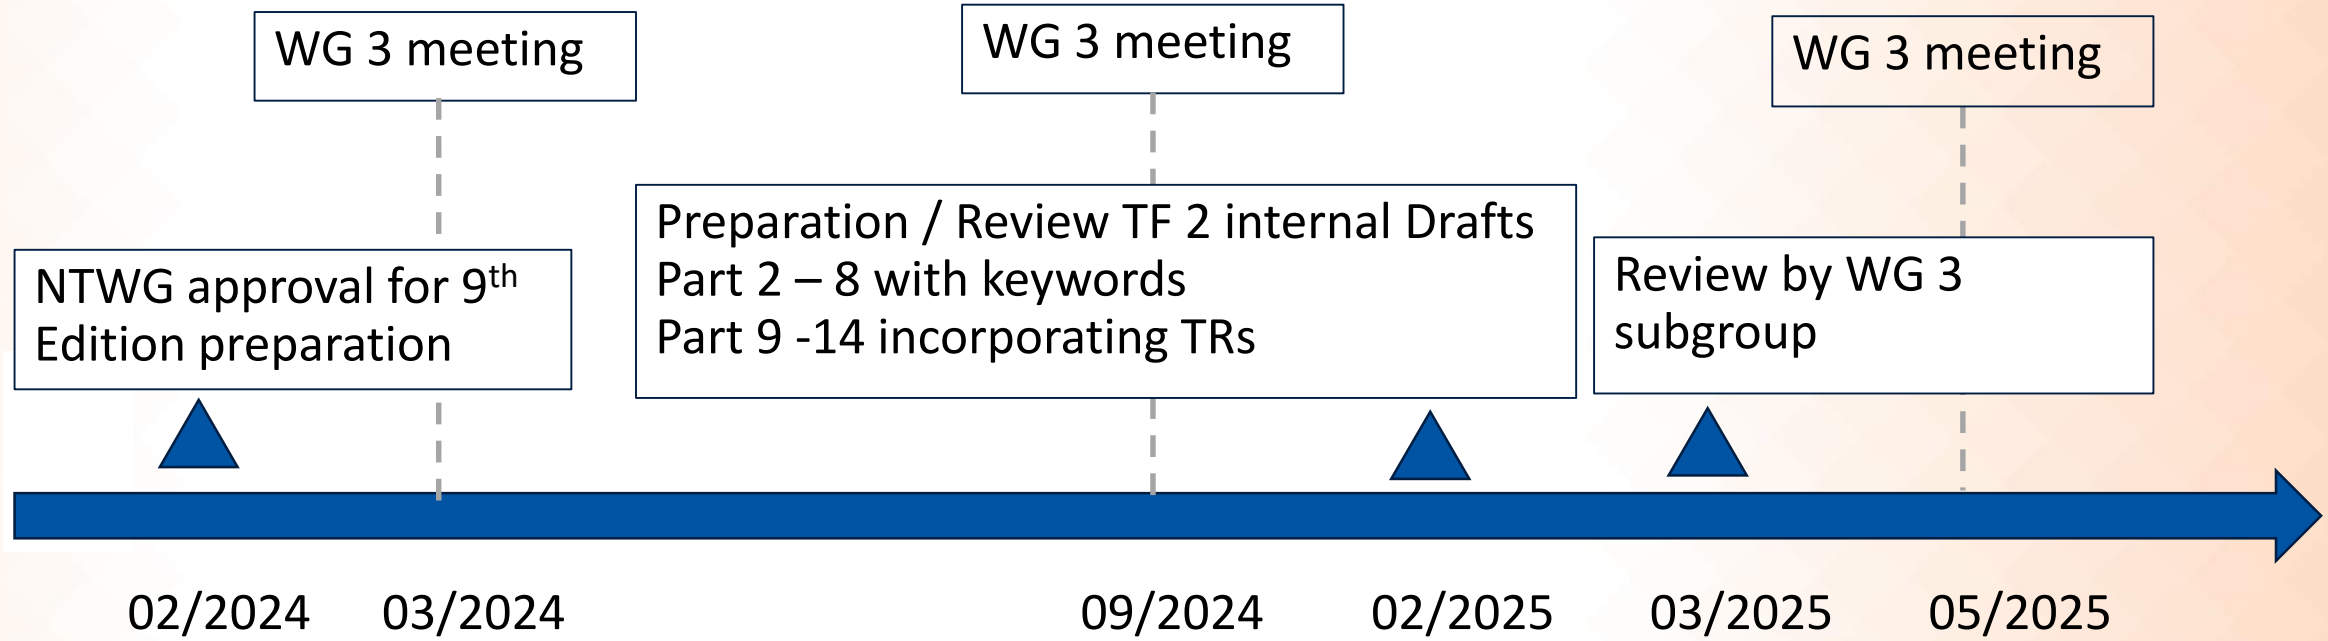 WG 3 meeting
WG 3 meeting
WG 3 meeting
NTWG approval for 9th
Edition preparation
Preparation / Review TF 2 internal Drafts
Part 2 – 8 with keywords
Part 9 -14 incorporating TRs
Review by WG 3
subgroup
02/2024
03/2024
09/2024
02/2025
03/2025
05/2025